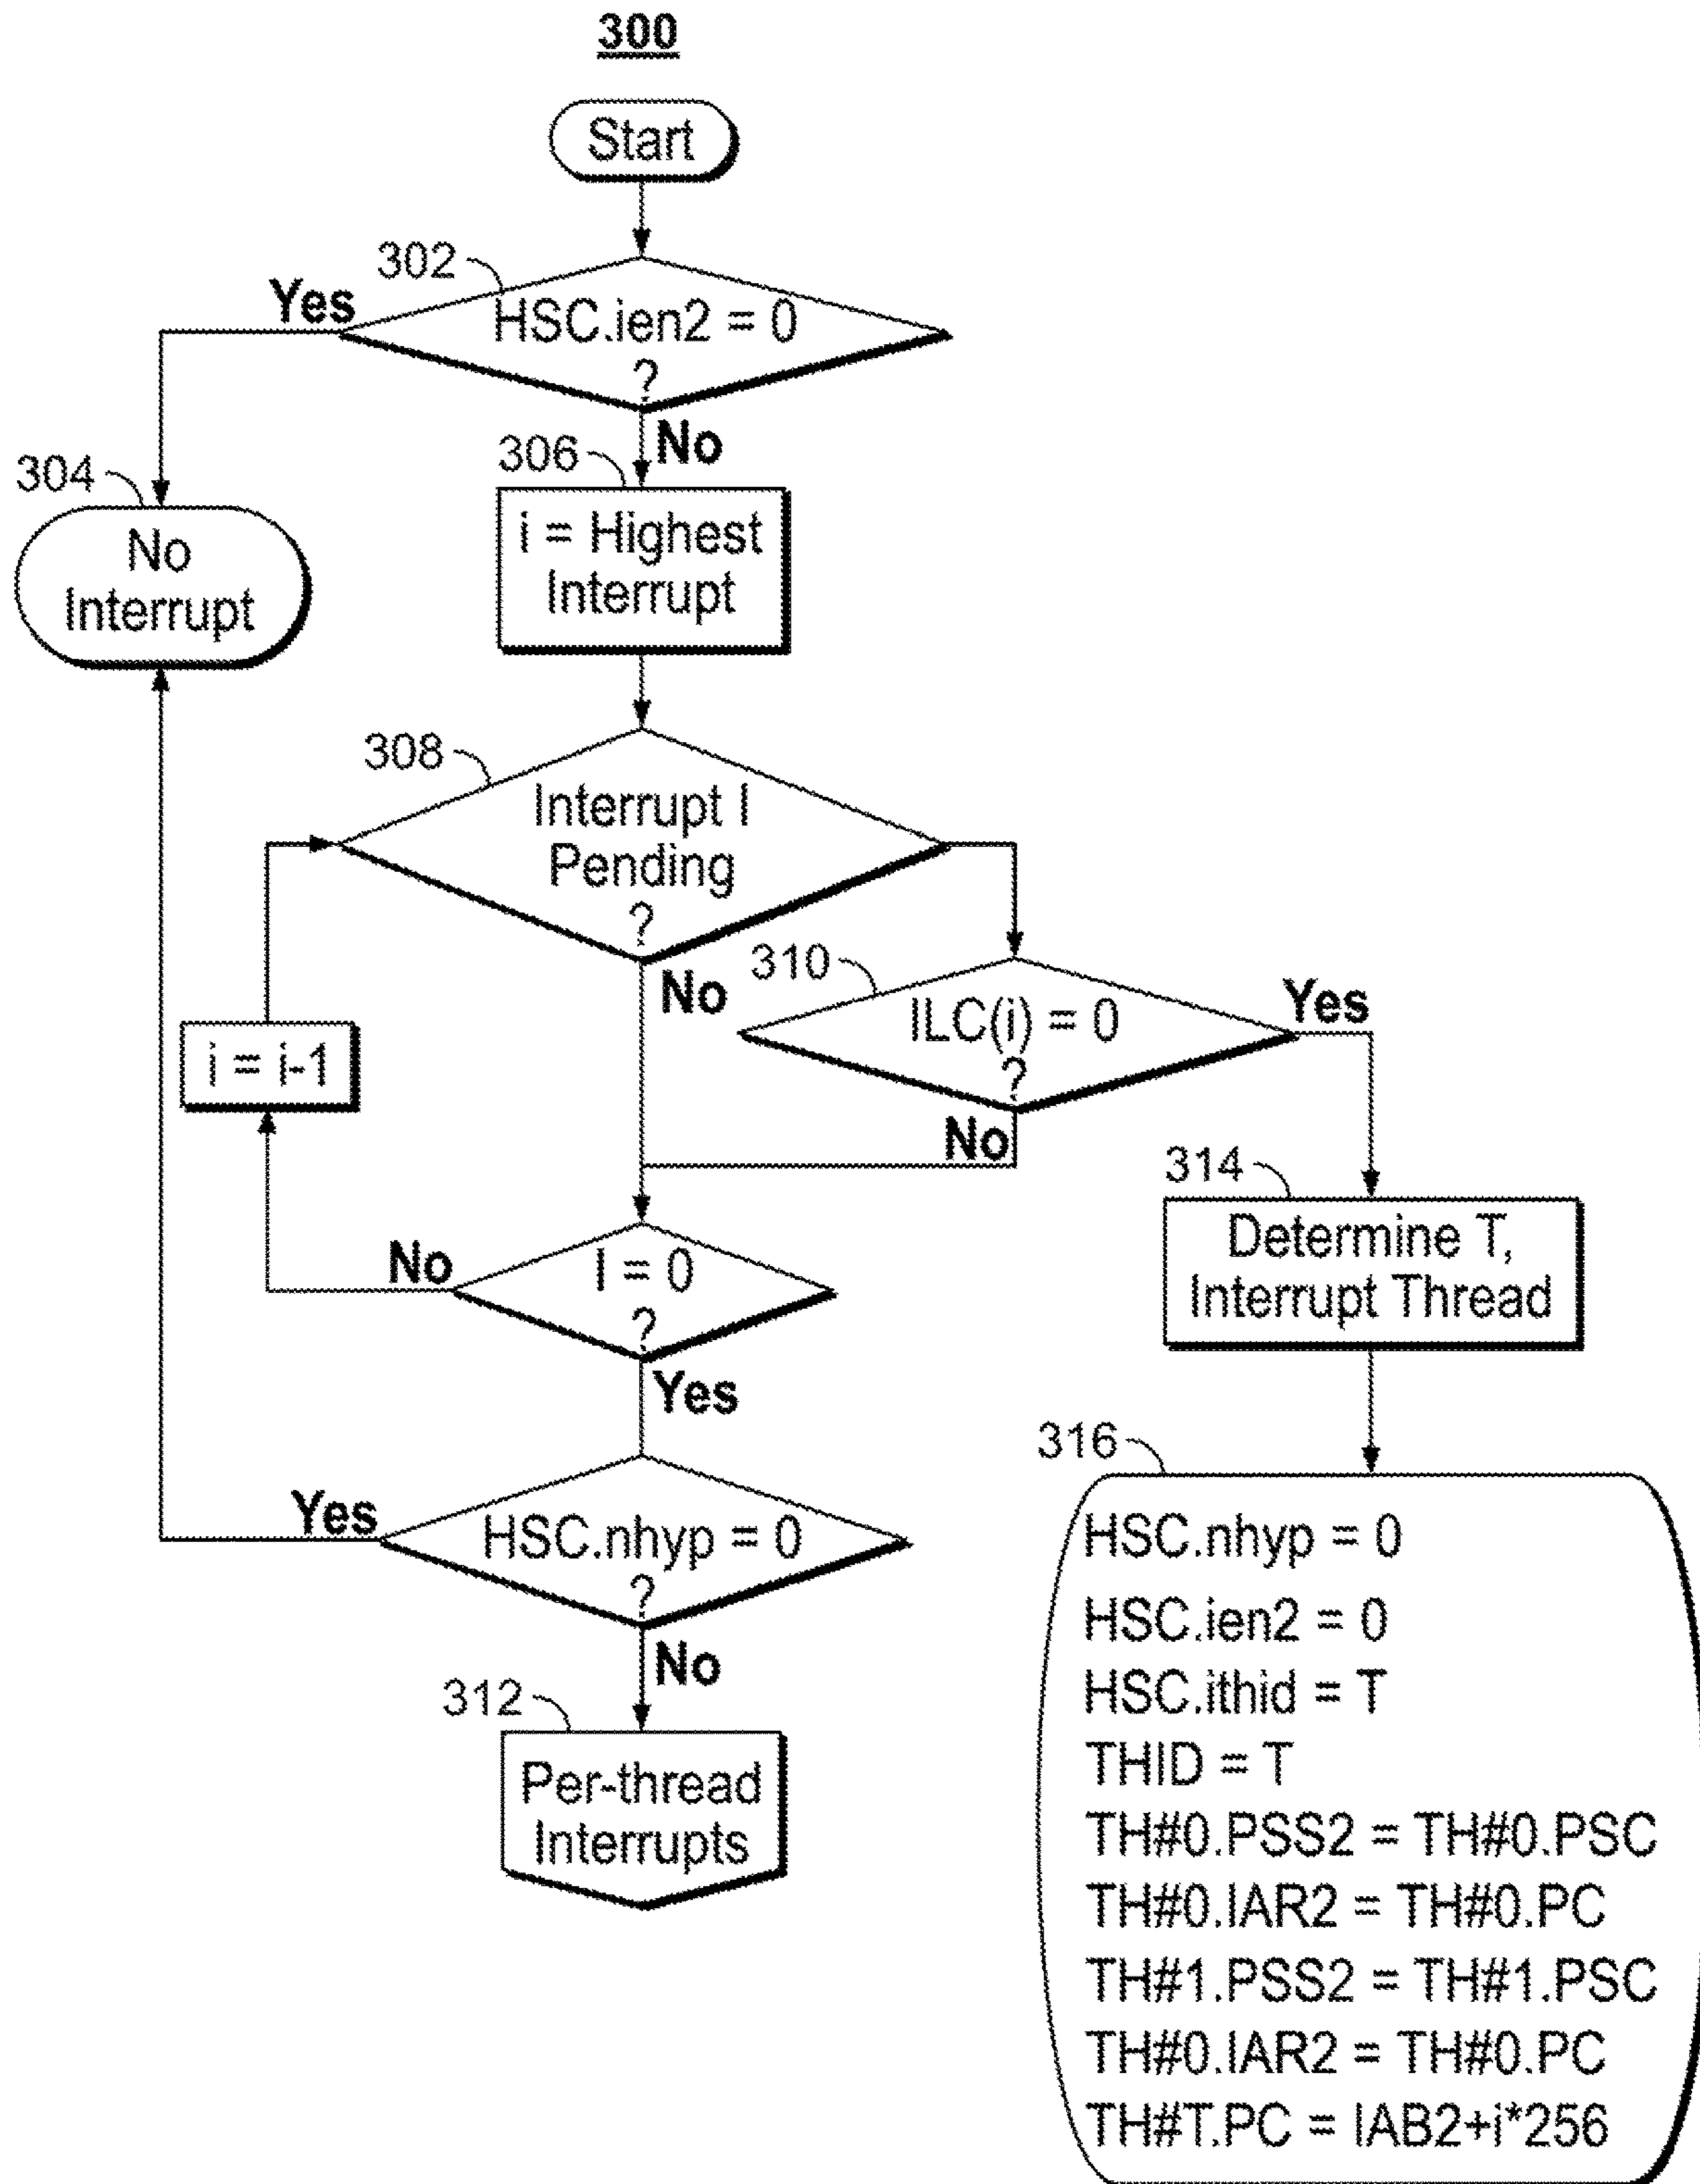 300
Start
302
Yes
HSC.ien2 = 0
?
No
304
No
Interrupt
306
i = Highest
Interrupt
308
Interrupt I
Pending
?
No
310
ILC(i) = 0
?
Yes
No
i = i-1
314
Determine T,
Interrupt Thread
No
I = 0
?
Yes
Yes
HSC.nhyp = 0
?
No
312
Per-thread
Interrupts
316
HSC.nhyp = 0
HSC.ien2 = 0
HSC.ithid = T
THID = T
TH#0.PSS2 = TH#0.PSC
TH#0.IAR2 = TH#0.PC
TH#1.PSS2 = TH#1.PSC
TH#0.IAR2 = TH#0.PC
TH#T.PC = IAB2+i*256